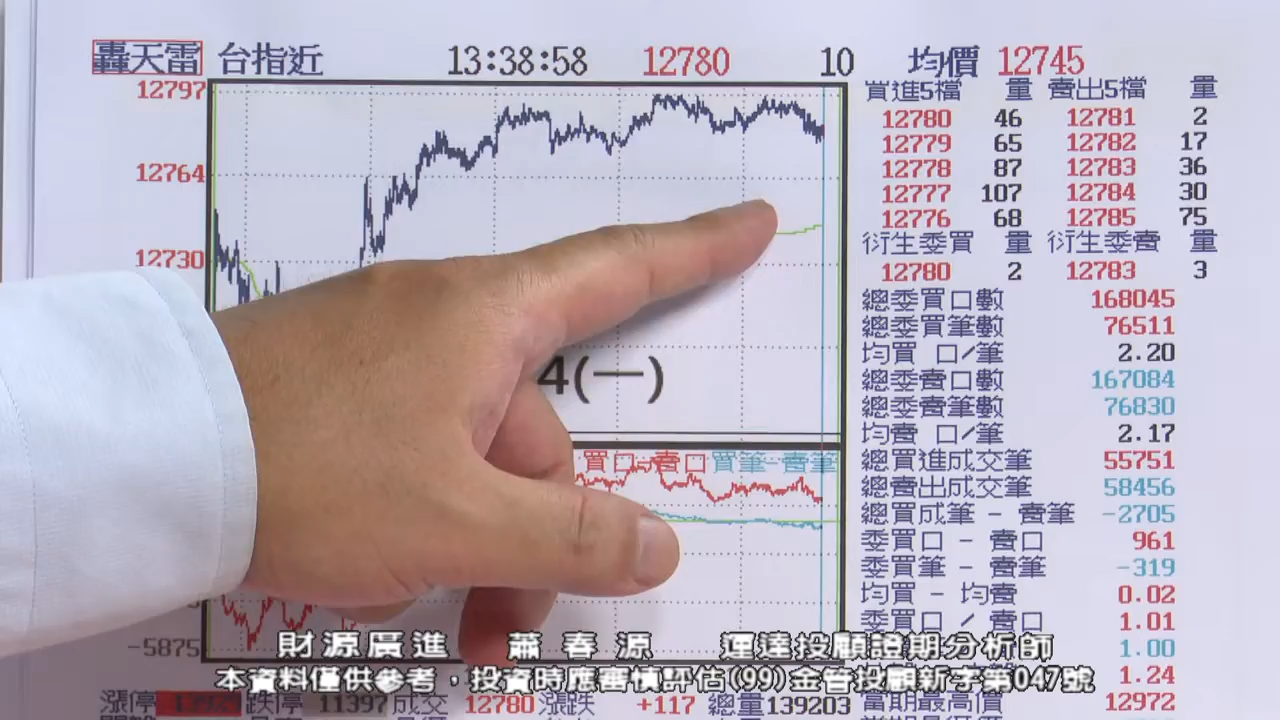 轟天雷 台指近 13:38:58 12780 10 均價 12745
12797
12764
12730
4(一)
買口-賣口 買筆-賣筆
-5875
買進5檔 量 賣出5檔 量
12780 46 12781 2
12779 65 12782 17
12778 87 12783 36
12777 107 12784 30
12776 68 12785 75
衍生委買 量 衍生委賣 量
12780 2 12783 3
總委買口數 168045
總委買筆數 76511
均買 口/筆 2.20
總委賣口數 167084
總委賣筆數 76830
均賣 口/筆 2.17
總買進成交筆 55751
總賣出成交筆 58456
總買成筆 - 賣筆 -2705
委買口 - 賣口 961
委買筆 - 賣筆 -319
均買 - 均賣 0.02
委買口 / 賣口 1.01
1.00
1.24
當期最高價 12972
漲停 跌停 11397 成交 12780 漲跌 +117 總量 139203
財源廣進 蕭春源 運達投顧證期分析師
本資料僅供參考，投資時應審慎評估(99)金管投顧新字第047號